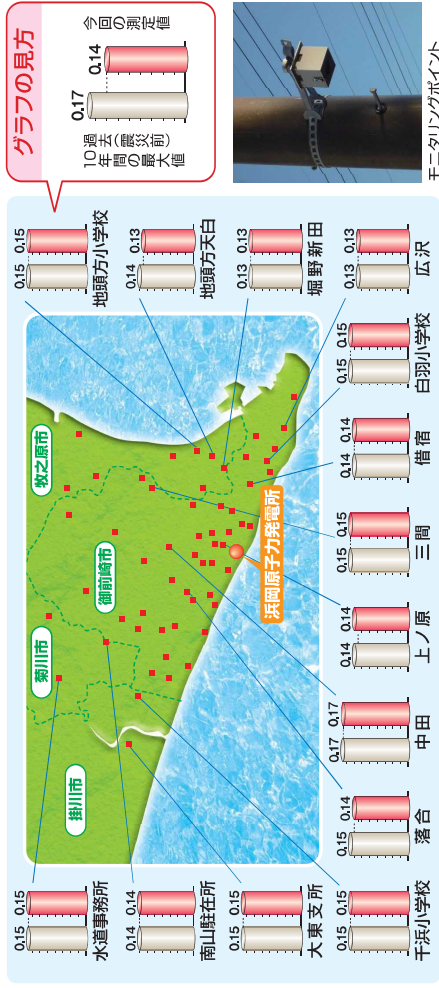 グラフの見方
0.17 0.14
10過去(震災前)
年間の最大値
今回の測定値
モニタリングポイント
0.15 0.15
水道事務所
0.14 0.14
南山駐在所
0.15 0.15
大東支所
0.15 0.15
千浜小学校
掛川市
菊川市
御前崎市
牧之原市
浜岡原子力発電所
0.15 0.15
地頭方小学校
0.14 0.13
地頭方天白
0.13 0.13
堀野新田
0.13 0.13
広沢
0.15 0.14
落合
0.17 0.17
中田
0.14 0.14
上ノ原
0.15 0.15
三間
0.14 0.14
借宿
0.15 0.15
白羽小学校